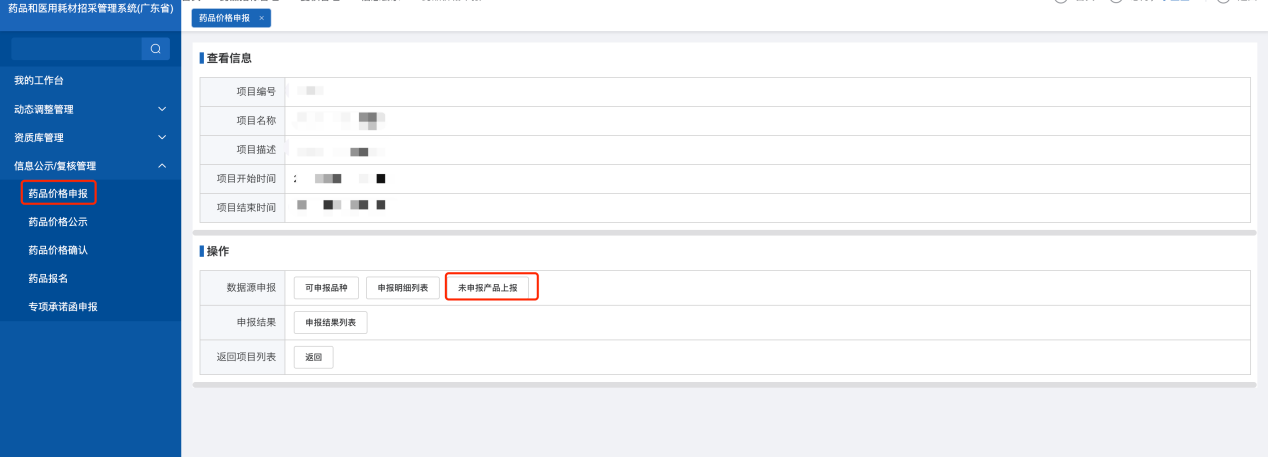 药品和医用耗材招采管理系统(广东省)
药品价格申报 ×
我的工作台
动态调整管理
资质库管理
信息公示/复核管理
药品价格申报
药品价格公示
药品价格确认
药品报名
专项承诺函申报
查看信息
项目编号
项目名称
项目描述
项目开始时间
项目结束时间
操作
数据源申报 可申报品种 申报明细列表 未申报产品上报
申报结果 申报结果列表
返回项目列表 返回